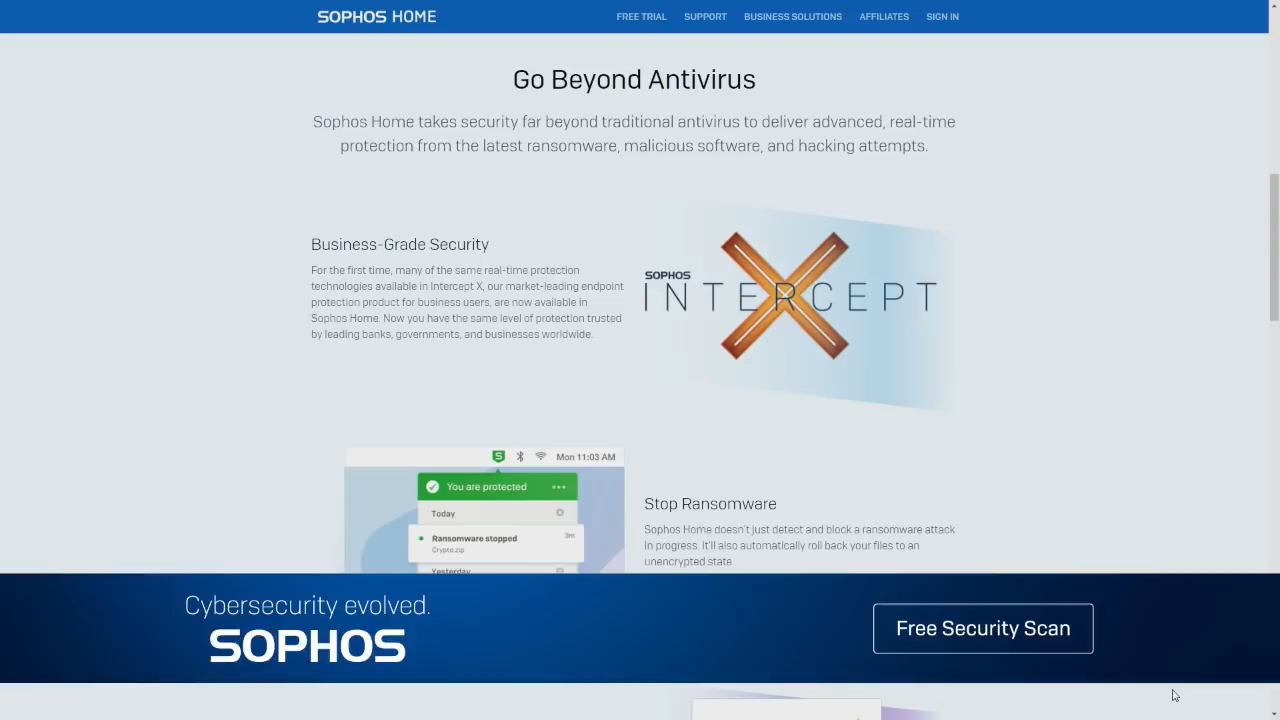 SOPHOS HOME
FREE TRIAL SUPPORT BUSINESS SOLUTIONS AFFILIATES SIGN IN
Go Beyond Antivirus
Sophos Home takes security far beyond traditional antivirus to deliver advanced, real-time
protection from the latest ransomware, malicious software, and hacking attempts.
Business-Grade Security
For the first time, many of the same real-time protection
technologies available in Intercept X, our market-leading endpoint
protection product for business users, are now available in
Sophos Home. Now you have the same level of protection trusted
by leading banks, governments, and businesses worldwide.
SOPHOS
INTERCEPT
X
S Mon 11:03 AM
You are protected
Today
Ransomware stopped 3m
Crypto.zip
Yesterday
Stop Ransomware
Sophos Home doesn't just detect and block a ransomware attack
in progress. It'll also automatically roll back your files to an
unencrypted state
Cybersecurity evolved.
SOPHOS
Free Security Scan